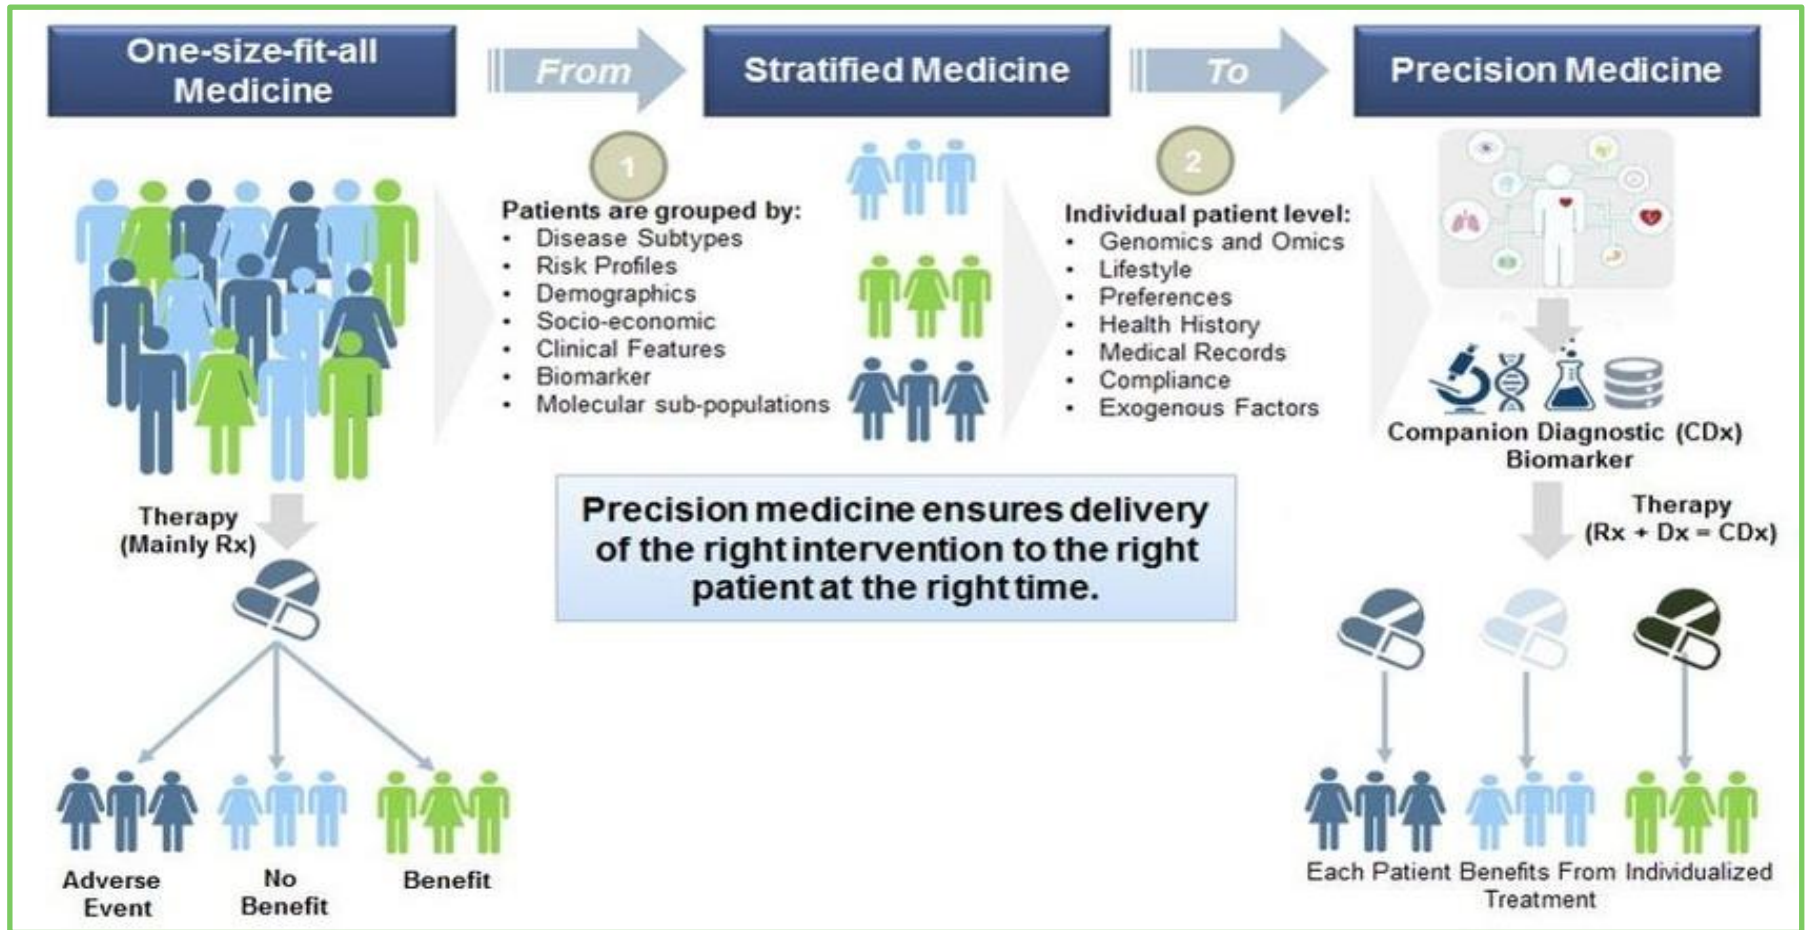 One-size-fit-all
Medicine
From
Stratified Medicine
To
Precision Medicine
1
Patients are grouped by:
• Disease Subtypes
• Risk Profiles
• Demographics
• Socio-economic
• Clinical Features
• Biomarker
• Molecular sub-populations
2
Individual patient level:
• Genomics and Omics
• Lifestyle
• Preferences
• Health History
• Medical Records
• Compliance
• Exogenous Factors
Companion Diagnostic (CDx)
Biomarker
Therapy
(Mainly Rx)
Precision medicine ensures delivery
of the right intervention to the right
patient at the right time.
Therapy
(Rx + Dx = CDx)
Adverse
Event
No
Benefit
Benefit
Each Patient
Benefits From
Treatment
Individualized